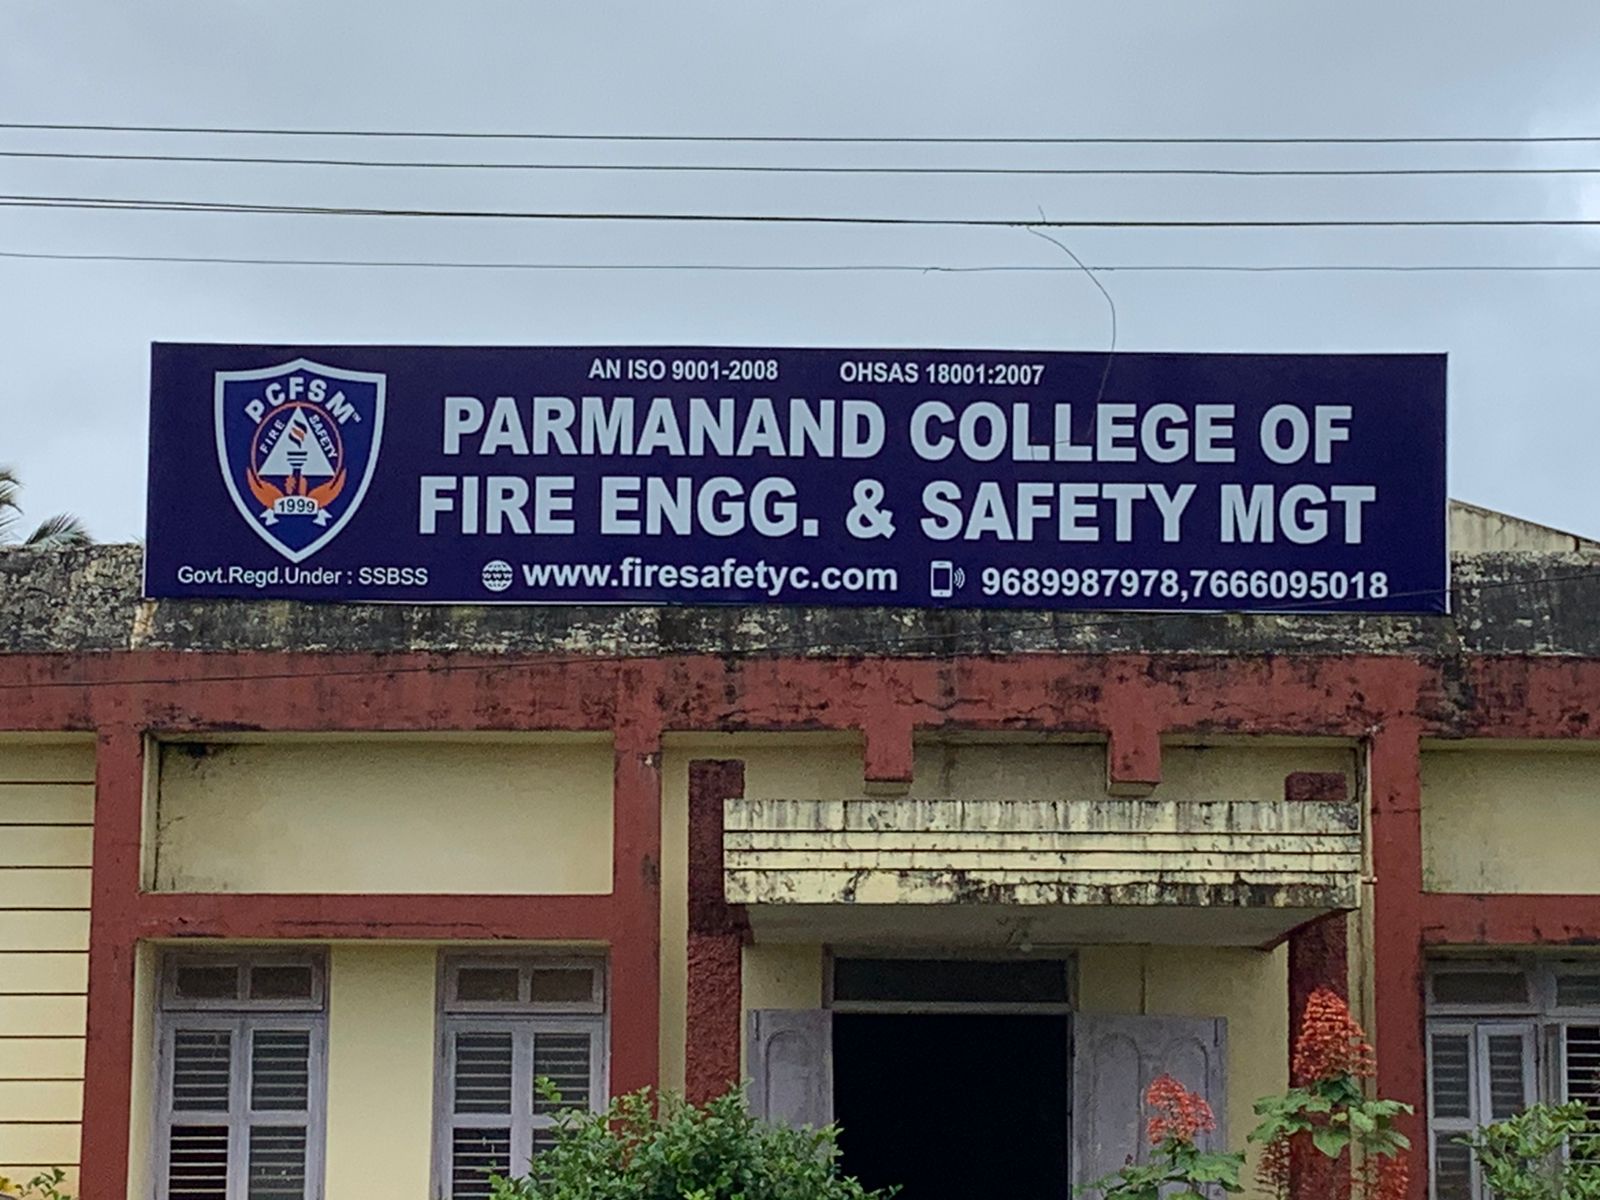 AN ISO 9001-2008 OHSAS 18001:2007
PARMANAND COLLEGE OF
FIRE ENGG. & SAFETY MGT
PCFSM™
FIRE SAFETY
1999
Govt.Regd.Under : SSBSS
www.firesafetyc.com
9689987978,7666095018